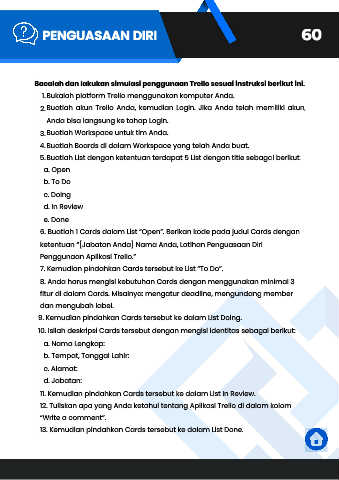 PENGUASAAN DIRI
60
Bacalah dan lakukan simulasi penggunaan Trello sesuai instruksi berikut ini.
1. Bukalah platform Trello menggunakan komputer Anda.
2. Buatlah akun Trello Anda, kemudian Login. Jika Anda telah memiliki akun,
Anda bisa langsung ke tahap Login.
3. Buatlah Workspace untuk tim Anda.
4. Buatlah Boards di dalam Workspace yang telah Anda buat.
5. Buatlah List dengan ketentuan terdapat 5 List dengan title sebagai berikut:
a. Open
b. To Do
c. Doing
d. In Review
e. Done
6. Buatlah 1 Cards dalam List “Open”. Berikan kode pada judul Cards dengan
ketentuan “[Jabatan Anda] Nama Anda, Latihan Penguasaan Diri
Penggunaan Aplikasi Trello.”
7. Kemudian pindahkan Cards tersebut ke List “To Do”.
8. Anda harus mengisi kebutuhan Cards dengan menggunakan minimal 3
fitur di dalam Cards. Misalnya: mengatur deadline, mengundang member
dan mengubah label.
9. Kemudian pindahkan Cards tersebut ke dalam List Doing.
10. Isilah deskripsi Cards tersebut dengan mengisi identitas sebagai berikut:
a. Nama Lengkap:
b. Tempat, Tanggal Lahir:
c. Alamat:
d. Jabatan:
11. Kemudian pindahkan Cards tersebut ke dalam List In Review.
12. Tuliskan apa yang Anda ketahui tentang Aplikasi Trello di dalam kolom
“Write a comment”.
13. Kemudian pindahkan Cards tersebut ke dalam List Done.